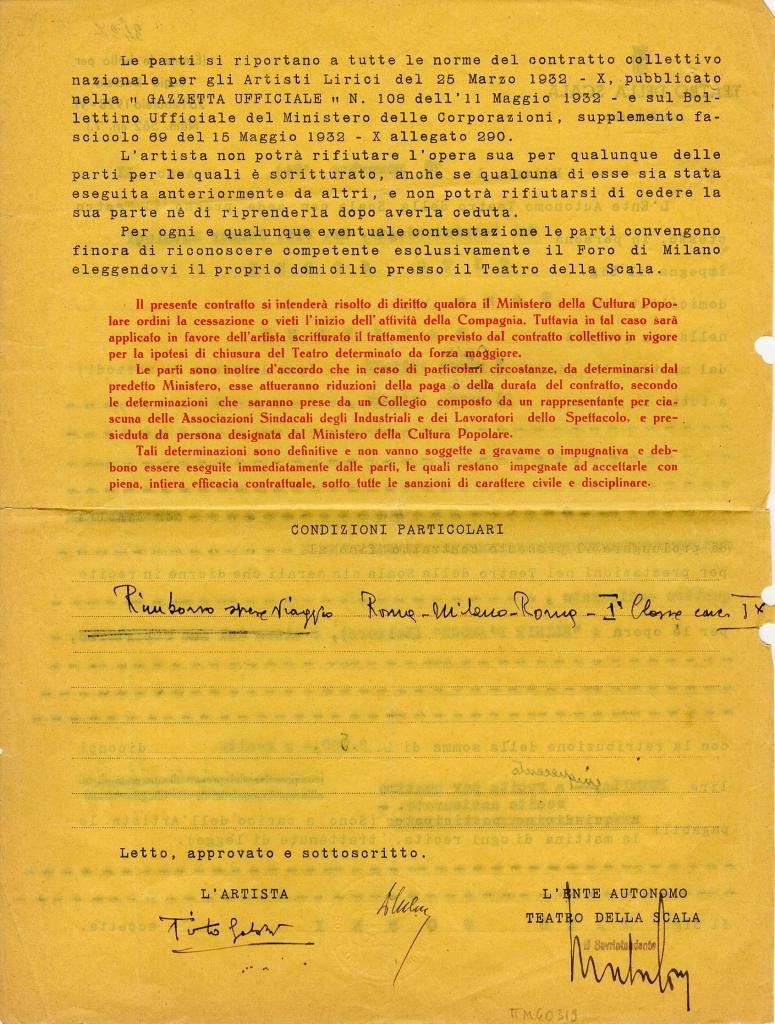 Le parti si riportano a tutte le norme del contratto collettivo
nazionale per gli Artisti Lirici del 25 Marzo 1932 - X, pubblicato
nella " GAZZETTA UFFICIALE " N. 108 dell'11 Maggio 1932 - e sul Bol-
lettino Ufficiale del Ministero delle Corporazioni, supplemento fa-
scicolo 69 del 15 Maggio 1932 - X allegato 290.
L'artista non potrà rifiutare l'opera sua per qualunque delle
parti per le quali è scritturato, anche se qualcuna di esse sia stata
eseguita anteriormente da altri, e non potrà rifiutarsi di cedere la
sua parte nè di riprenderla dopo averla ceduta.
Per ogni e qualunque eventuale contestazione le parti convengono
finora di riconoscere competente esclusivamente il Foro di Milano
eleggendovi il proprio domicilio presso il Teatro della Scala.
Il presente contratto si intenderà risolto di diritto qualora il Ministero della Cultura Popo-
lare ordini la cessazione o vieti l'inizio dell'attività della Compagnia. Tuttavia in tal caso sarà
applicato in favore dell'artista scritturato il trattamento previsto dal contratto collettivo in vigore
per la ipotesi di chiusura del Teatro determinato da forza maggiore.
Le parti sono inoltre d'accordo che in caso di particolari circostanze, da determinarsi dal
predetto Ministero, esse attueranno riduzioni della paga o della durata del contratto, secondo
le determinazioni che saranno prese da un Collegio composto da un rappresentante per cia-
scuna delle Associazioni Sindacali degli Industriali e dei Lavoratori dello Spettacolo, e pre-
sieduta da persona designata dal Ministero della Cultura Popolare.
Tali determinazioni sono definitive e non vanno soggette a gravame o impugnativa e deb-
bono essere eseguite immediatamente dalle parti, le quali restano impegnate ad accettarle con
piena, intiera efficacia contrattuale, sotto tutte le sanzioni di carattere civile e disciplinare.
CONDIZIONI PARTICOLARI
Rimborso spese viaggio Roma-Milano-Roma - I° Classe
Letto, approvato e sottoscritto.
L'ARTISTA
L'ENTE AUTONOMO
TEATRO DELLA SCALA
Tito Gobbi
Il Sovrintendente